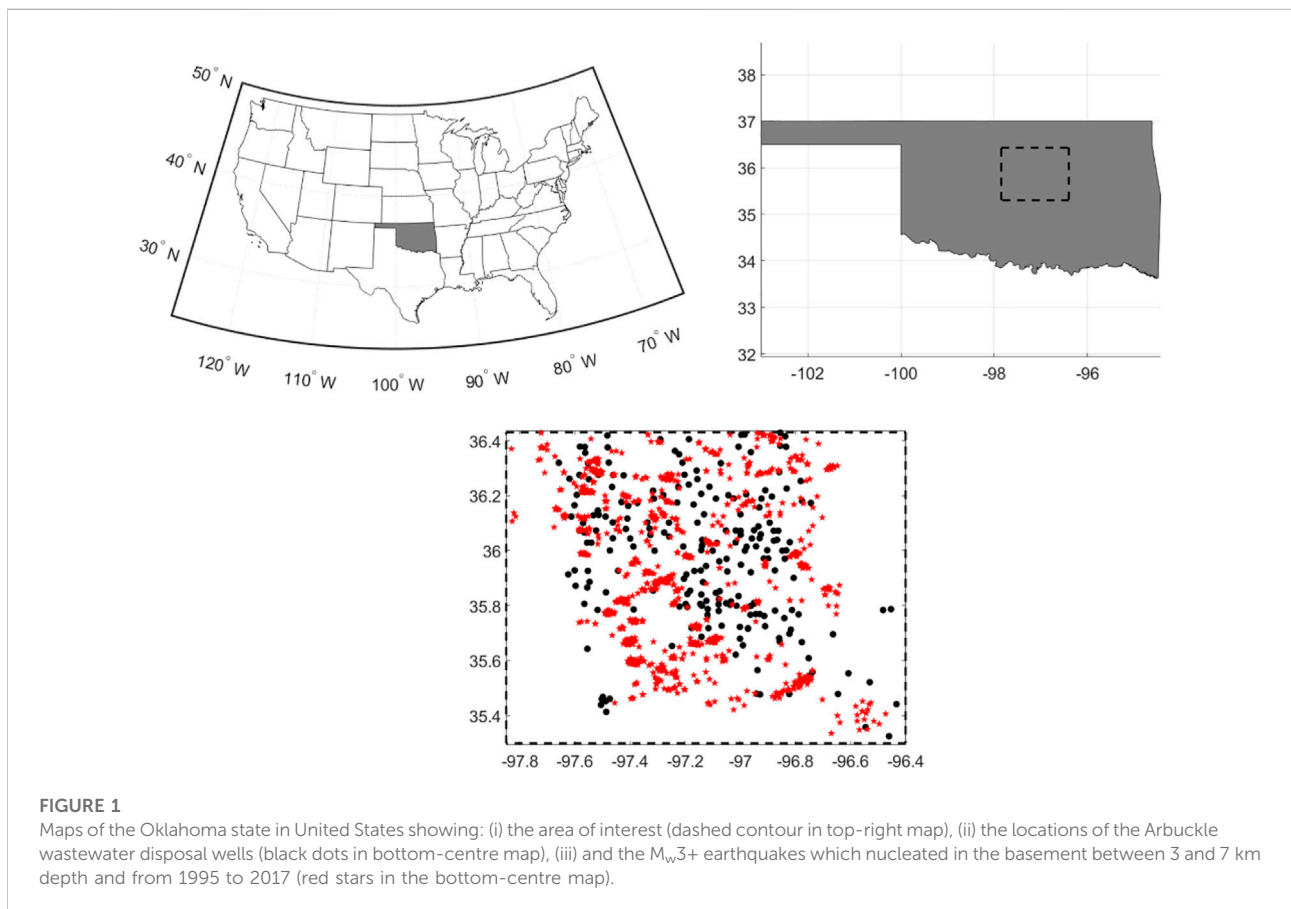 50° N
40° N
30° N
120° W
110° W
100° W
90° W
80° W
70° W
38
37
36
35
34
33
32
-102
-100
-98
-96
36.4
36.2
36
35.8
35.6
35.4
-97.8
-97.6
-97.4
-97.2
-97
-96.8
-96.6
-96.4
FIGURE 1
Maps of the Oklahoma state in United States showing: (i) the area of interest (dashed contour in top-right map), (ii) the locations of the Arbuckle
wastewater disposal wells (black dots in bottom-centre map), (iii) and the Mw3+ earthquakes which nucleated in the basement between 3 and 7 km
depth and from 1995 to 2017 (red stars in the bottom-centre map).